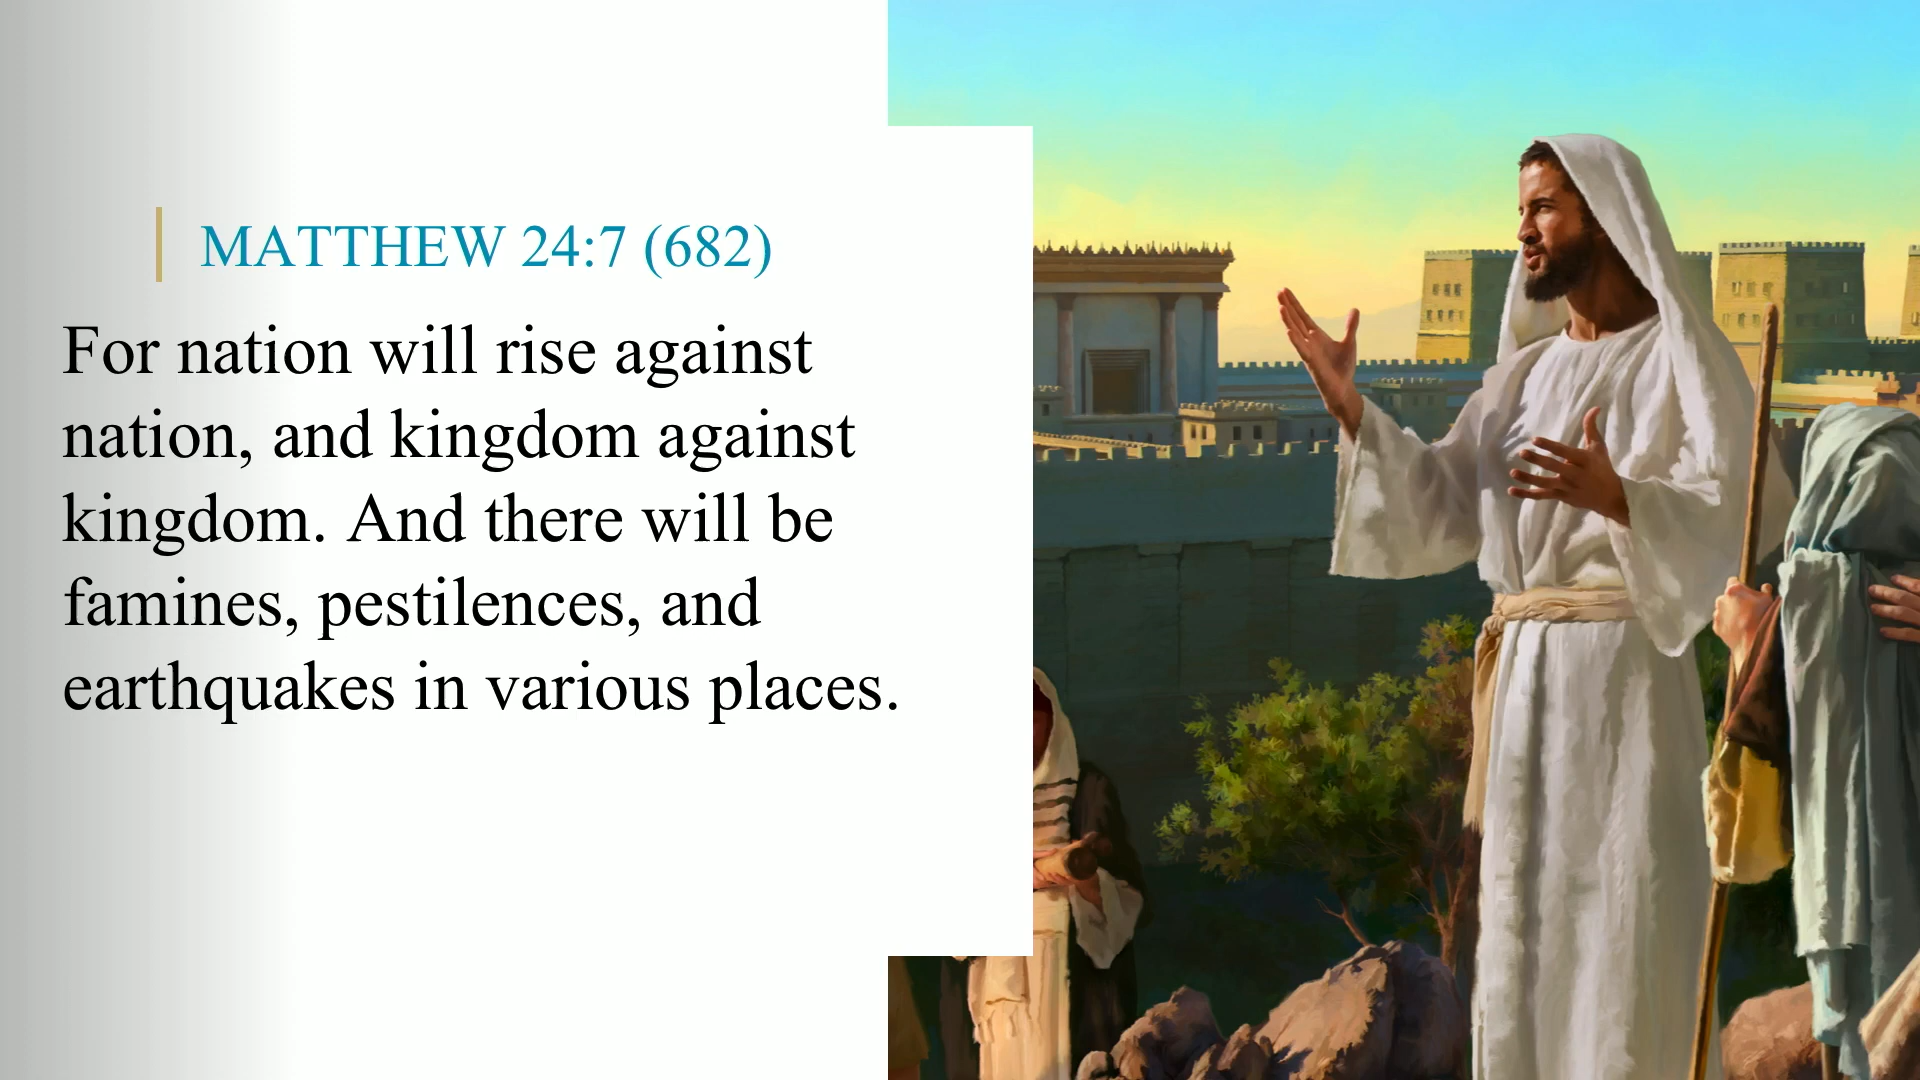 MATTHEW 24:7 (682)
For nation will rise against
nation, and kingdom against
kingdom. And there will be
famines, pestilences, and
earthquakes in various places.